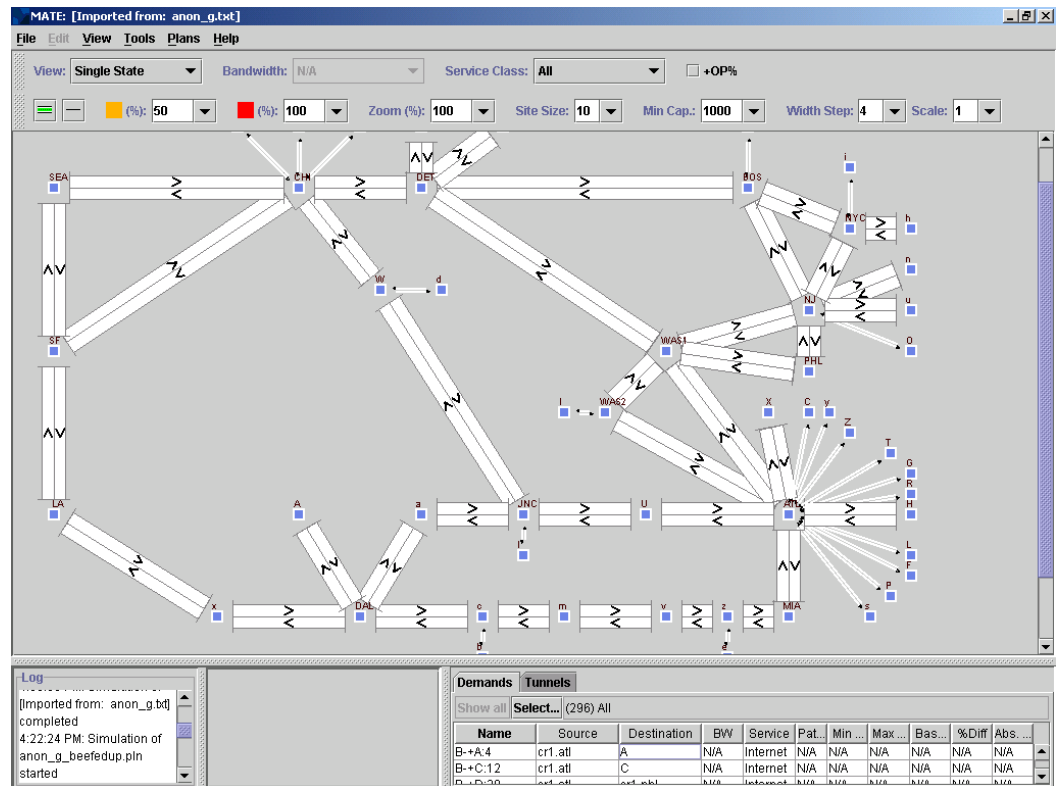 MATE: [Imported from: anon_g.txt]
File Edit View Tools Plans Help
View: Single State Bandwidth: N/A Service Class: All +OP%
(%): 50 (%): 100 Zoom (%): 100 Site Size: 10 Min Cap.: 1000 Width Step: 4 Scale: 1
SEA CHI DET BOS i
NYC h
n
W d
NJ u
SF WAS1 O
PHL
I WAS2 X C y
Z
T
G
R
LA A a JNC U ATL H
I L
F
P
x DAL c m v z MIA s
Log
[Imported from: anon_g.txt]
completed
4:22:24 PM: Simulation of
anon_g_beefedup.pln
started
Demands Tunnels
Show all Select... (296) All
Name Source Destination BW Service Pat... Min ... Max ... Bas... %Diff Abs. ...
B-+A:4 cr1.atl A N/A Internet N/A N/A N/A N/A N/A N/A
B-+C:12 cr1.atl C N/A Internet N/A N/A N/A N/A N/A N/A